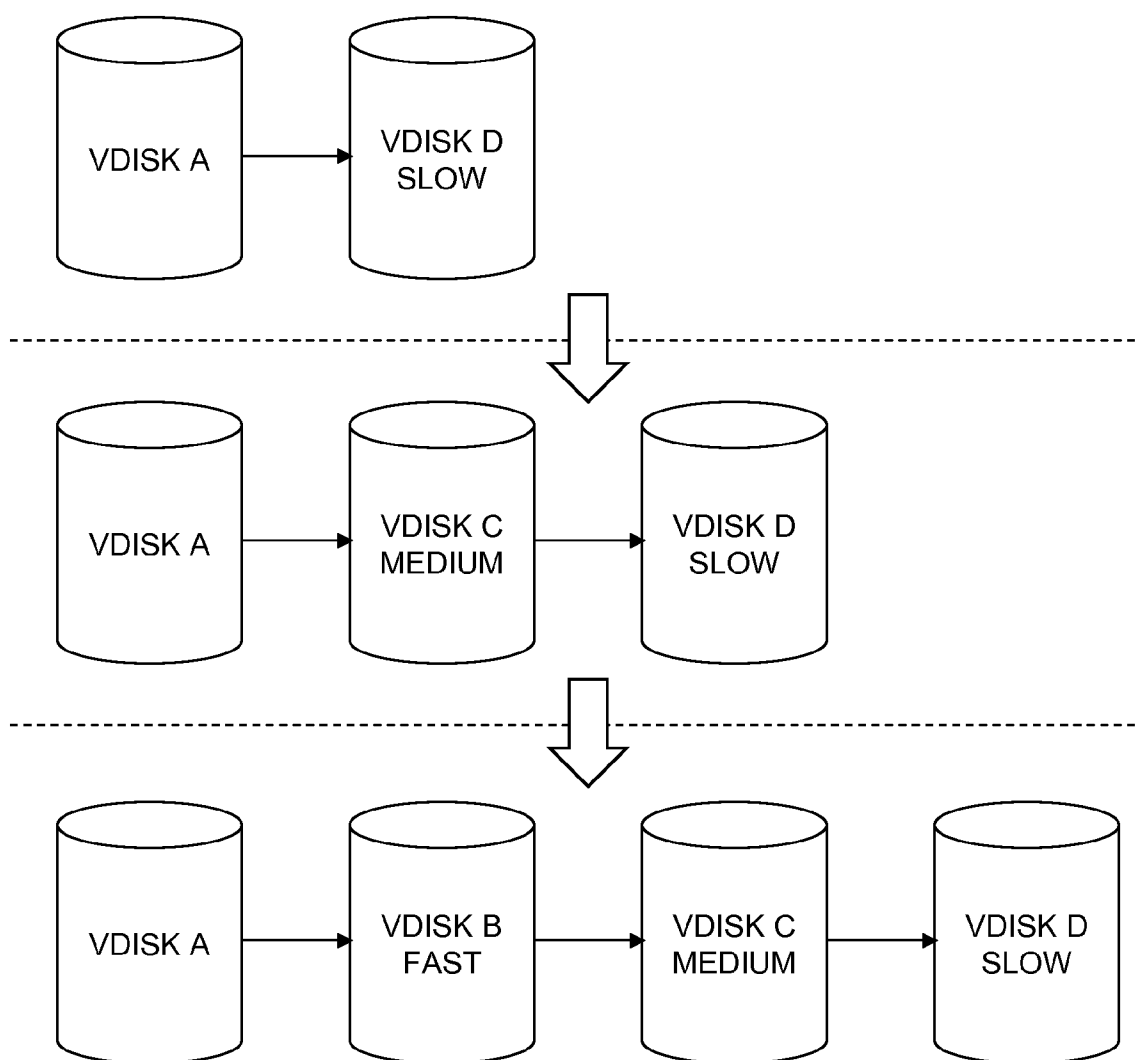 VDISK A
VDISK D
SLOW
VDISK A
VDISK C
MEDIUM
VDISK D
SLOW
VDISK A
VDISK B
FAST
VDISK C
MEDIUM
VDISK D
SLOW